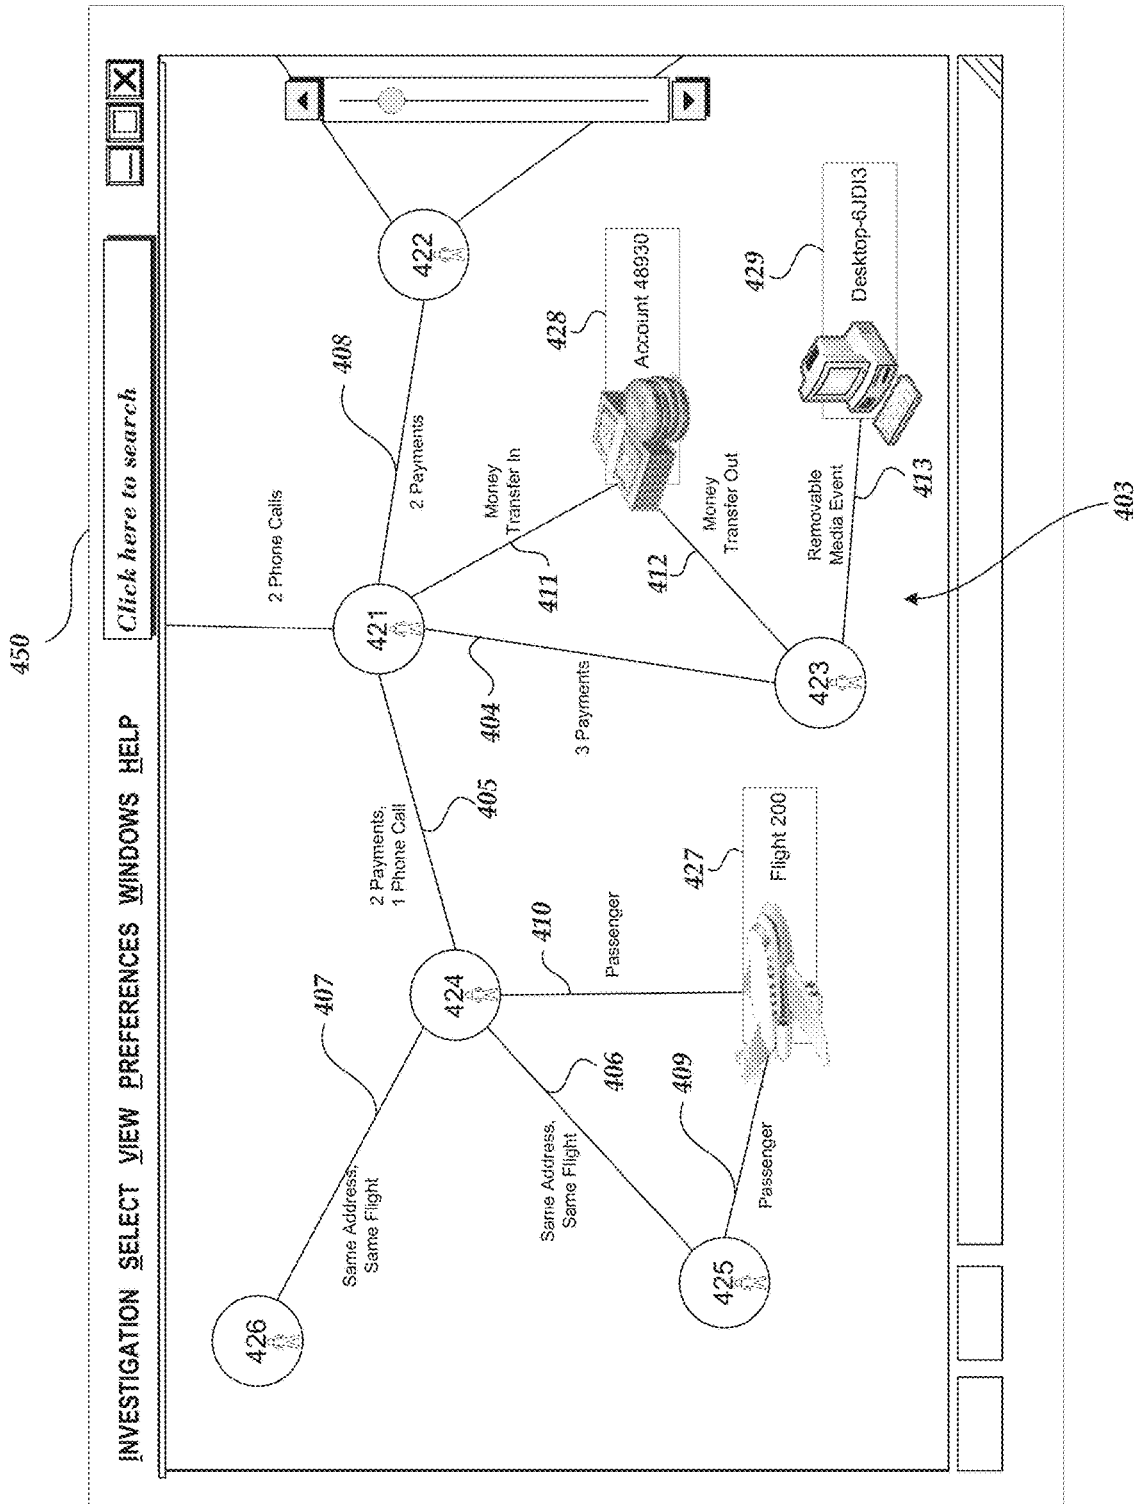 450
INVESTIGATION SELECT VIEW PREFERENCES WINDOWS HELP
Click here to search
2 Phone Calls
426
407
Same Address,
Same Flight
424
2 Payments,
1 Phone Call
405
421
408
2 Payments
422
Same Address,
Same Flight
406
410
Passenger
404
3 Payments
411
Money
Transfer In
428
Account 48930
425
409
Passenger
427
Flight 200
423
412
Money
Transfer Out
Removable
Media Event
413
429
Desktop-6JDI3
403